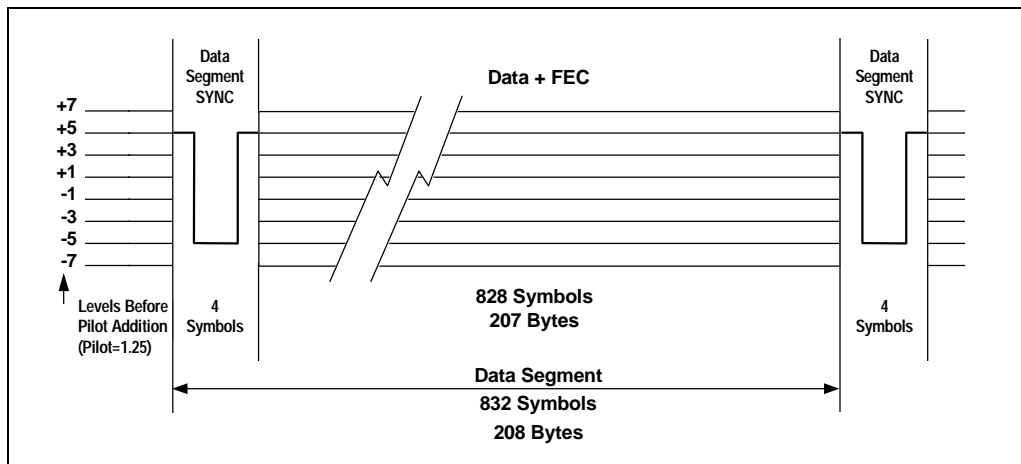 Data
Segment
SYNC
Data + FEC
Data
Segment
SYNC
+7
+5
+3
+1
-1
-3
-5
-7
Levels Before
Pilot Addition
(Pilot=1.25)
4
Symbols
828 Symbols
207 Bytes
4
Symbols
Data Segment
832 Symbols
208 Bytes